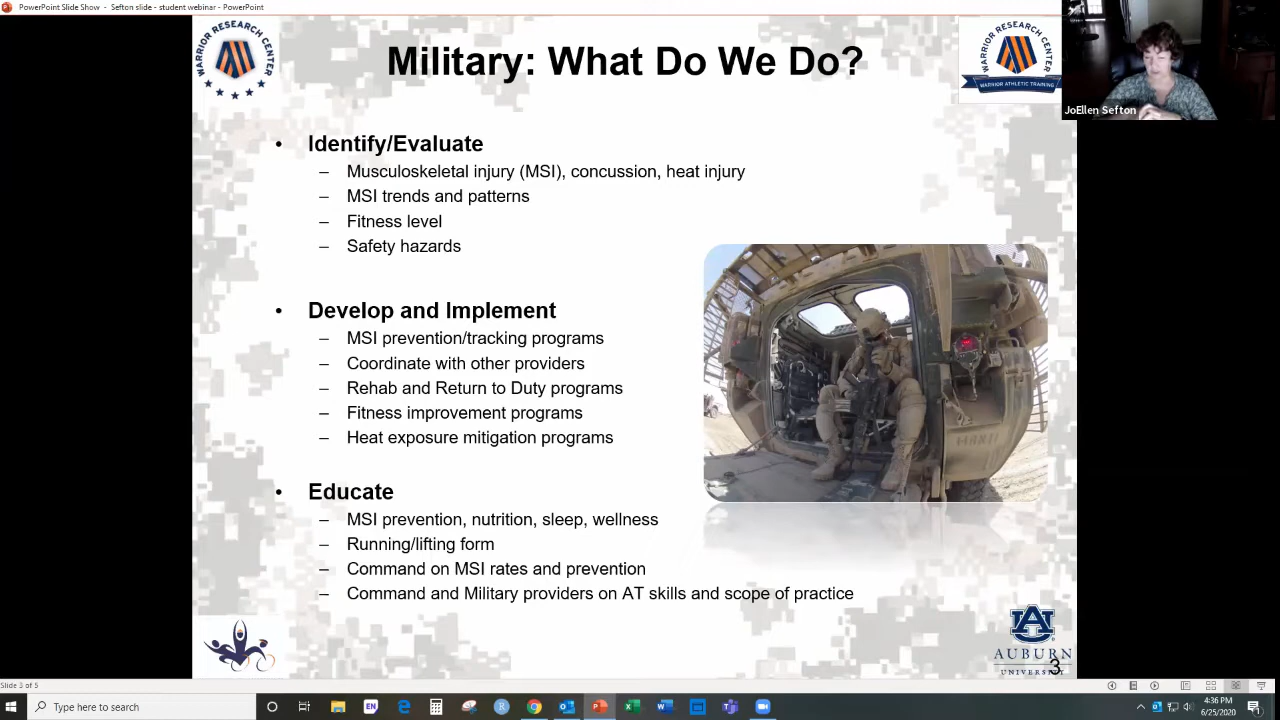 PowerPoint Slide Show - Sefton slide - student webinar - PowerPoint
WARRIOR RESEARCH CENTER
Military: What Do We Do?
WARRIOR RESEARCH CENTER
WARRIOR ATHLETIC TRAINING
JoEllen Sefton
• Identify/Evaluate
– Musculoskeletal injury (MSI), concussion, heat injury
– MSI trends and patterns
– Fitness level
– Safety hazards
• Develop and Implement
– MSI prevention/tracking programs
– Coordinate with other providers
– Rehab and Return to Duty programs
– Fitness improvement programs
– Heat exposure mitigation programs
• Educate
– MSI prevention, nutrition, sleep, wellness
– Running/lifting form
– Command on MSI rates and prevention
– Command and Military providers on AT skills and scope of practice
AU
AUBURN
UNIVERSITY
3
Slide 3 of 5
Type here to search
EN
4:36 PM
6/25/2020